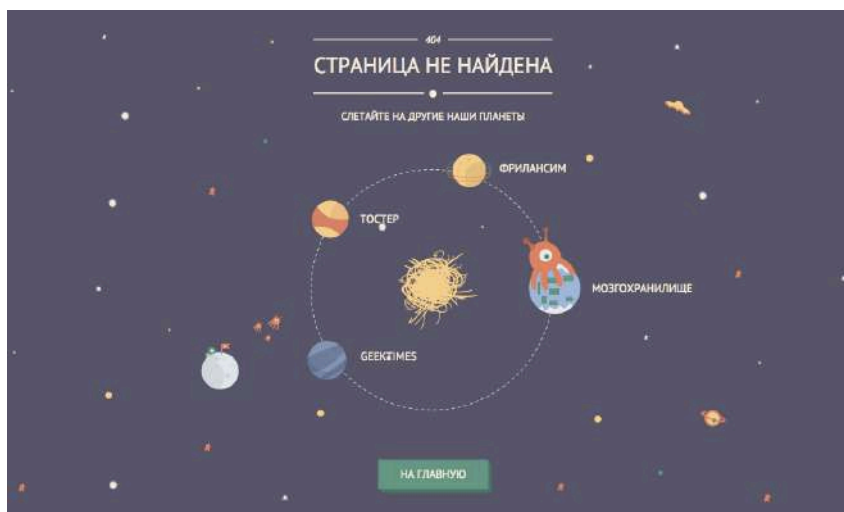 404
СТРАНИЦА НЕ НАЙДЕНА
СЛЕТАЙТЕ НА ДРУГИЕ НАШИ ПЛАНЕТЫ
ФРИЛАНСИМ
ТОСТЕР
МОЗГОХРАНИЛИЩЕ
GEEKTIMES
НА ГЛАВНУЮ